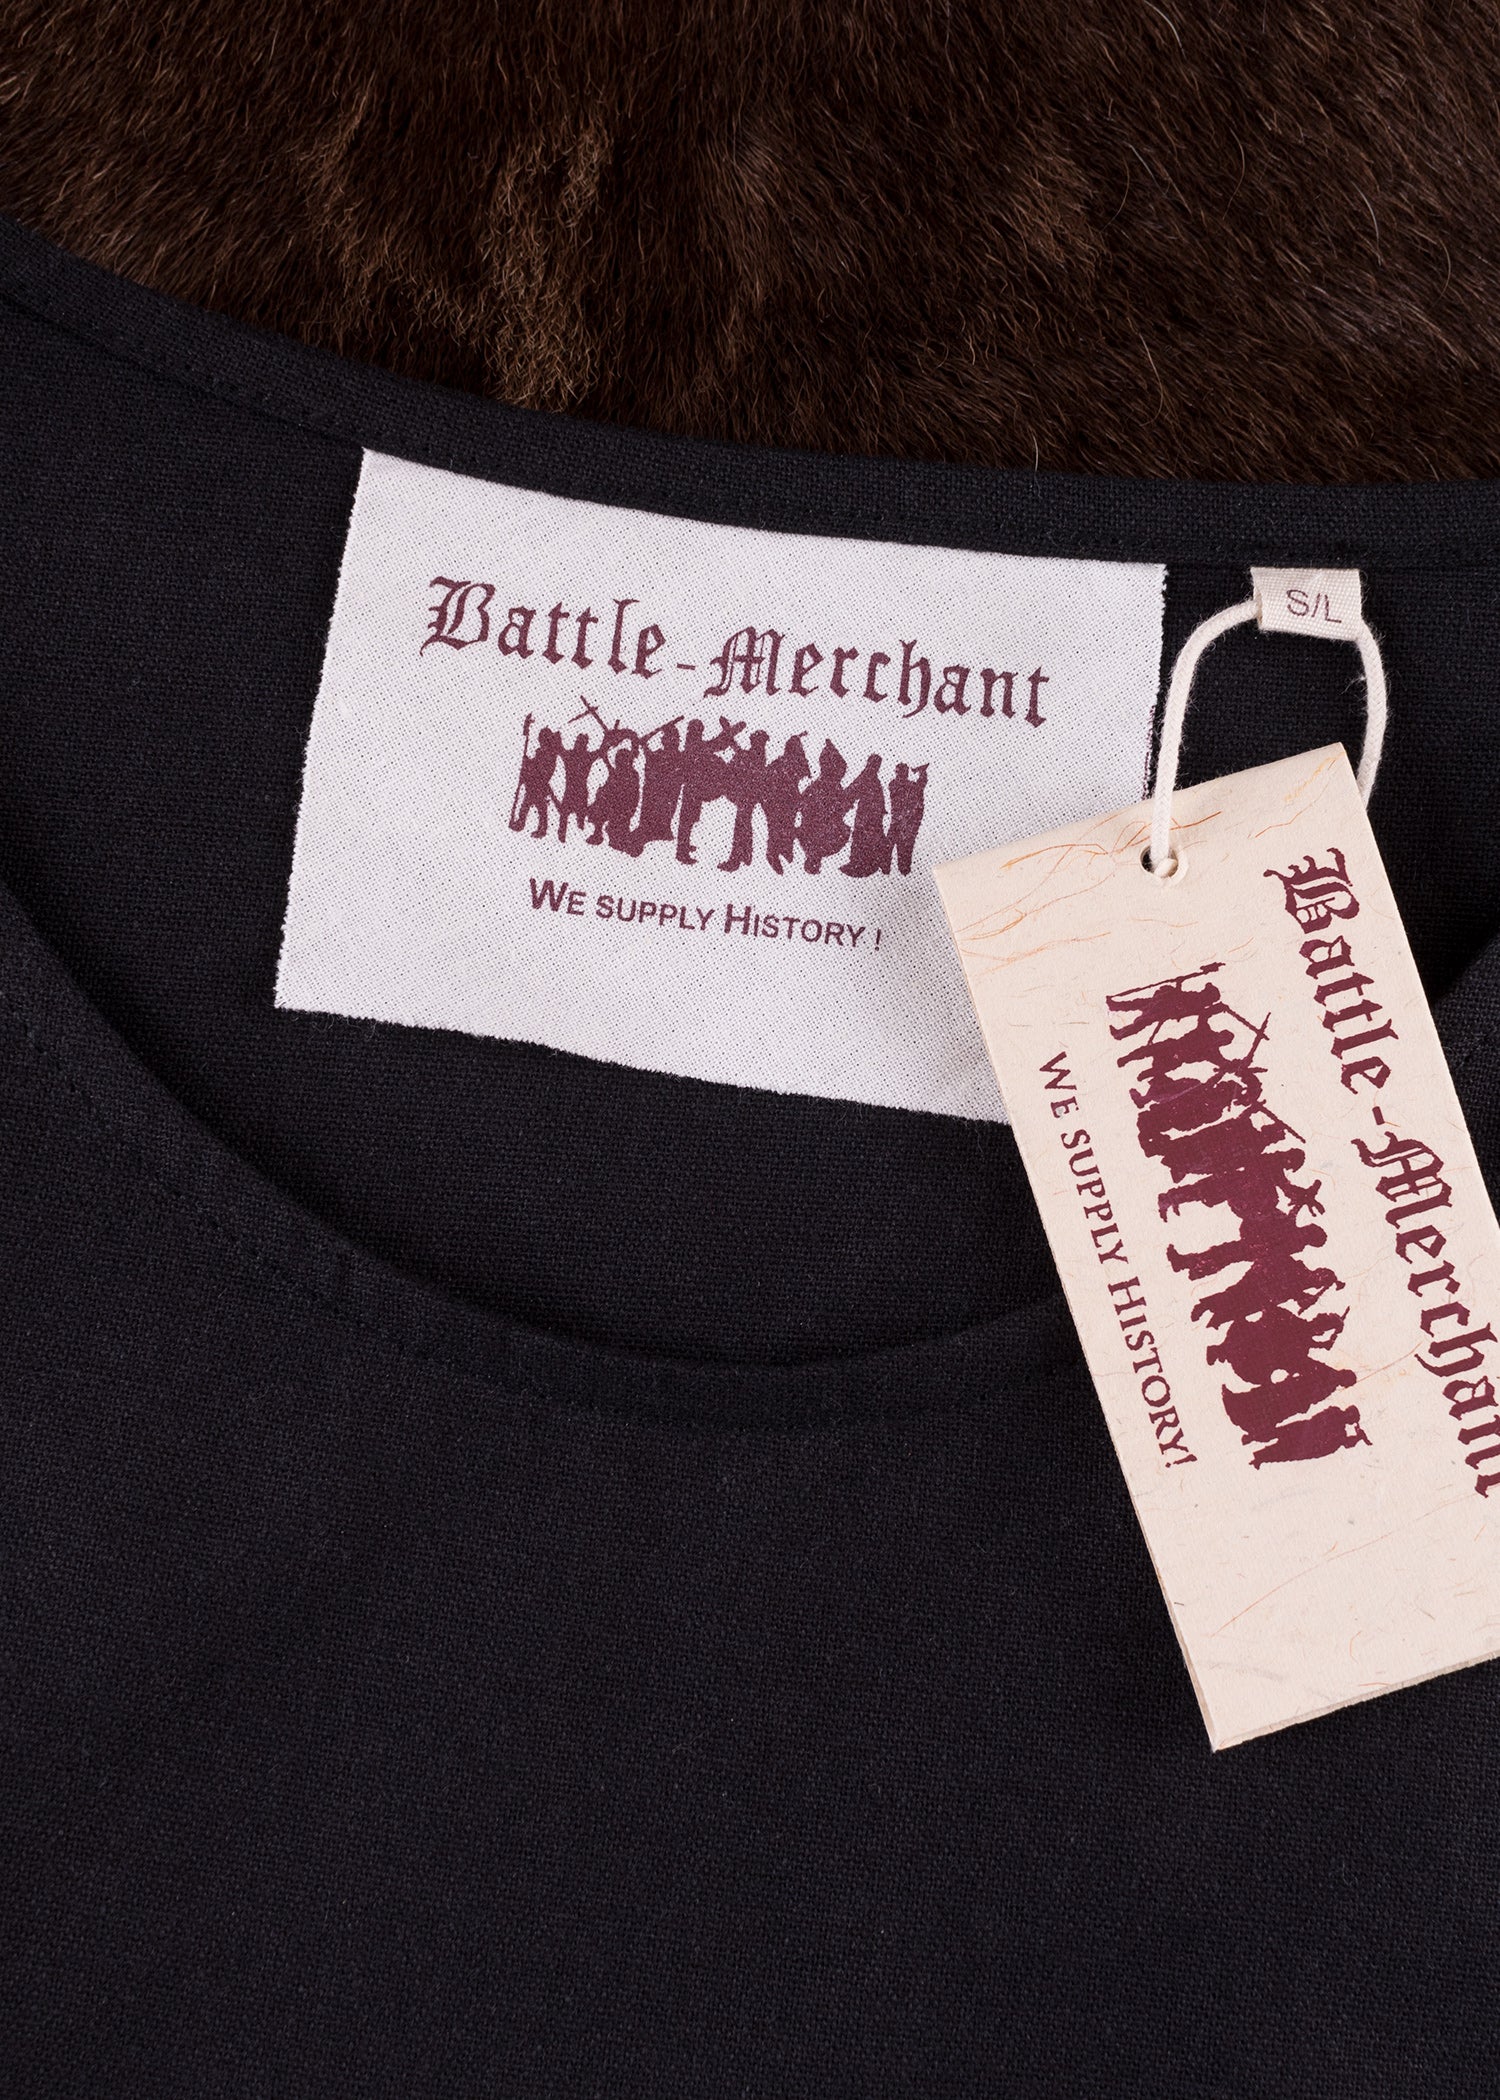 Battle-Merchant
WE SUPPLY HISTORY !
S/L
Battle-Merchant
WE SUPPLY HISTORY!